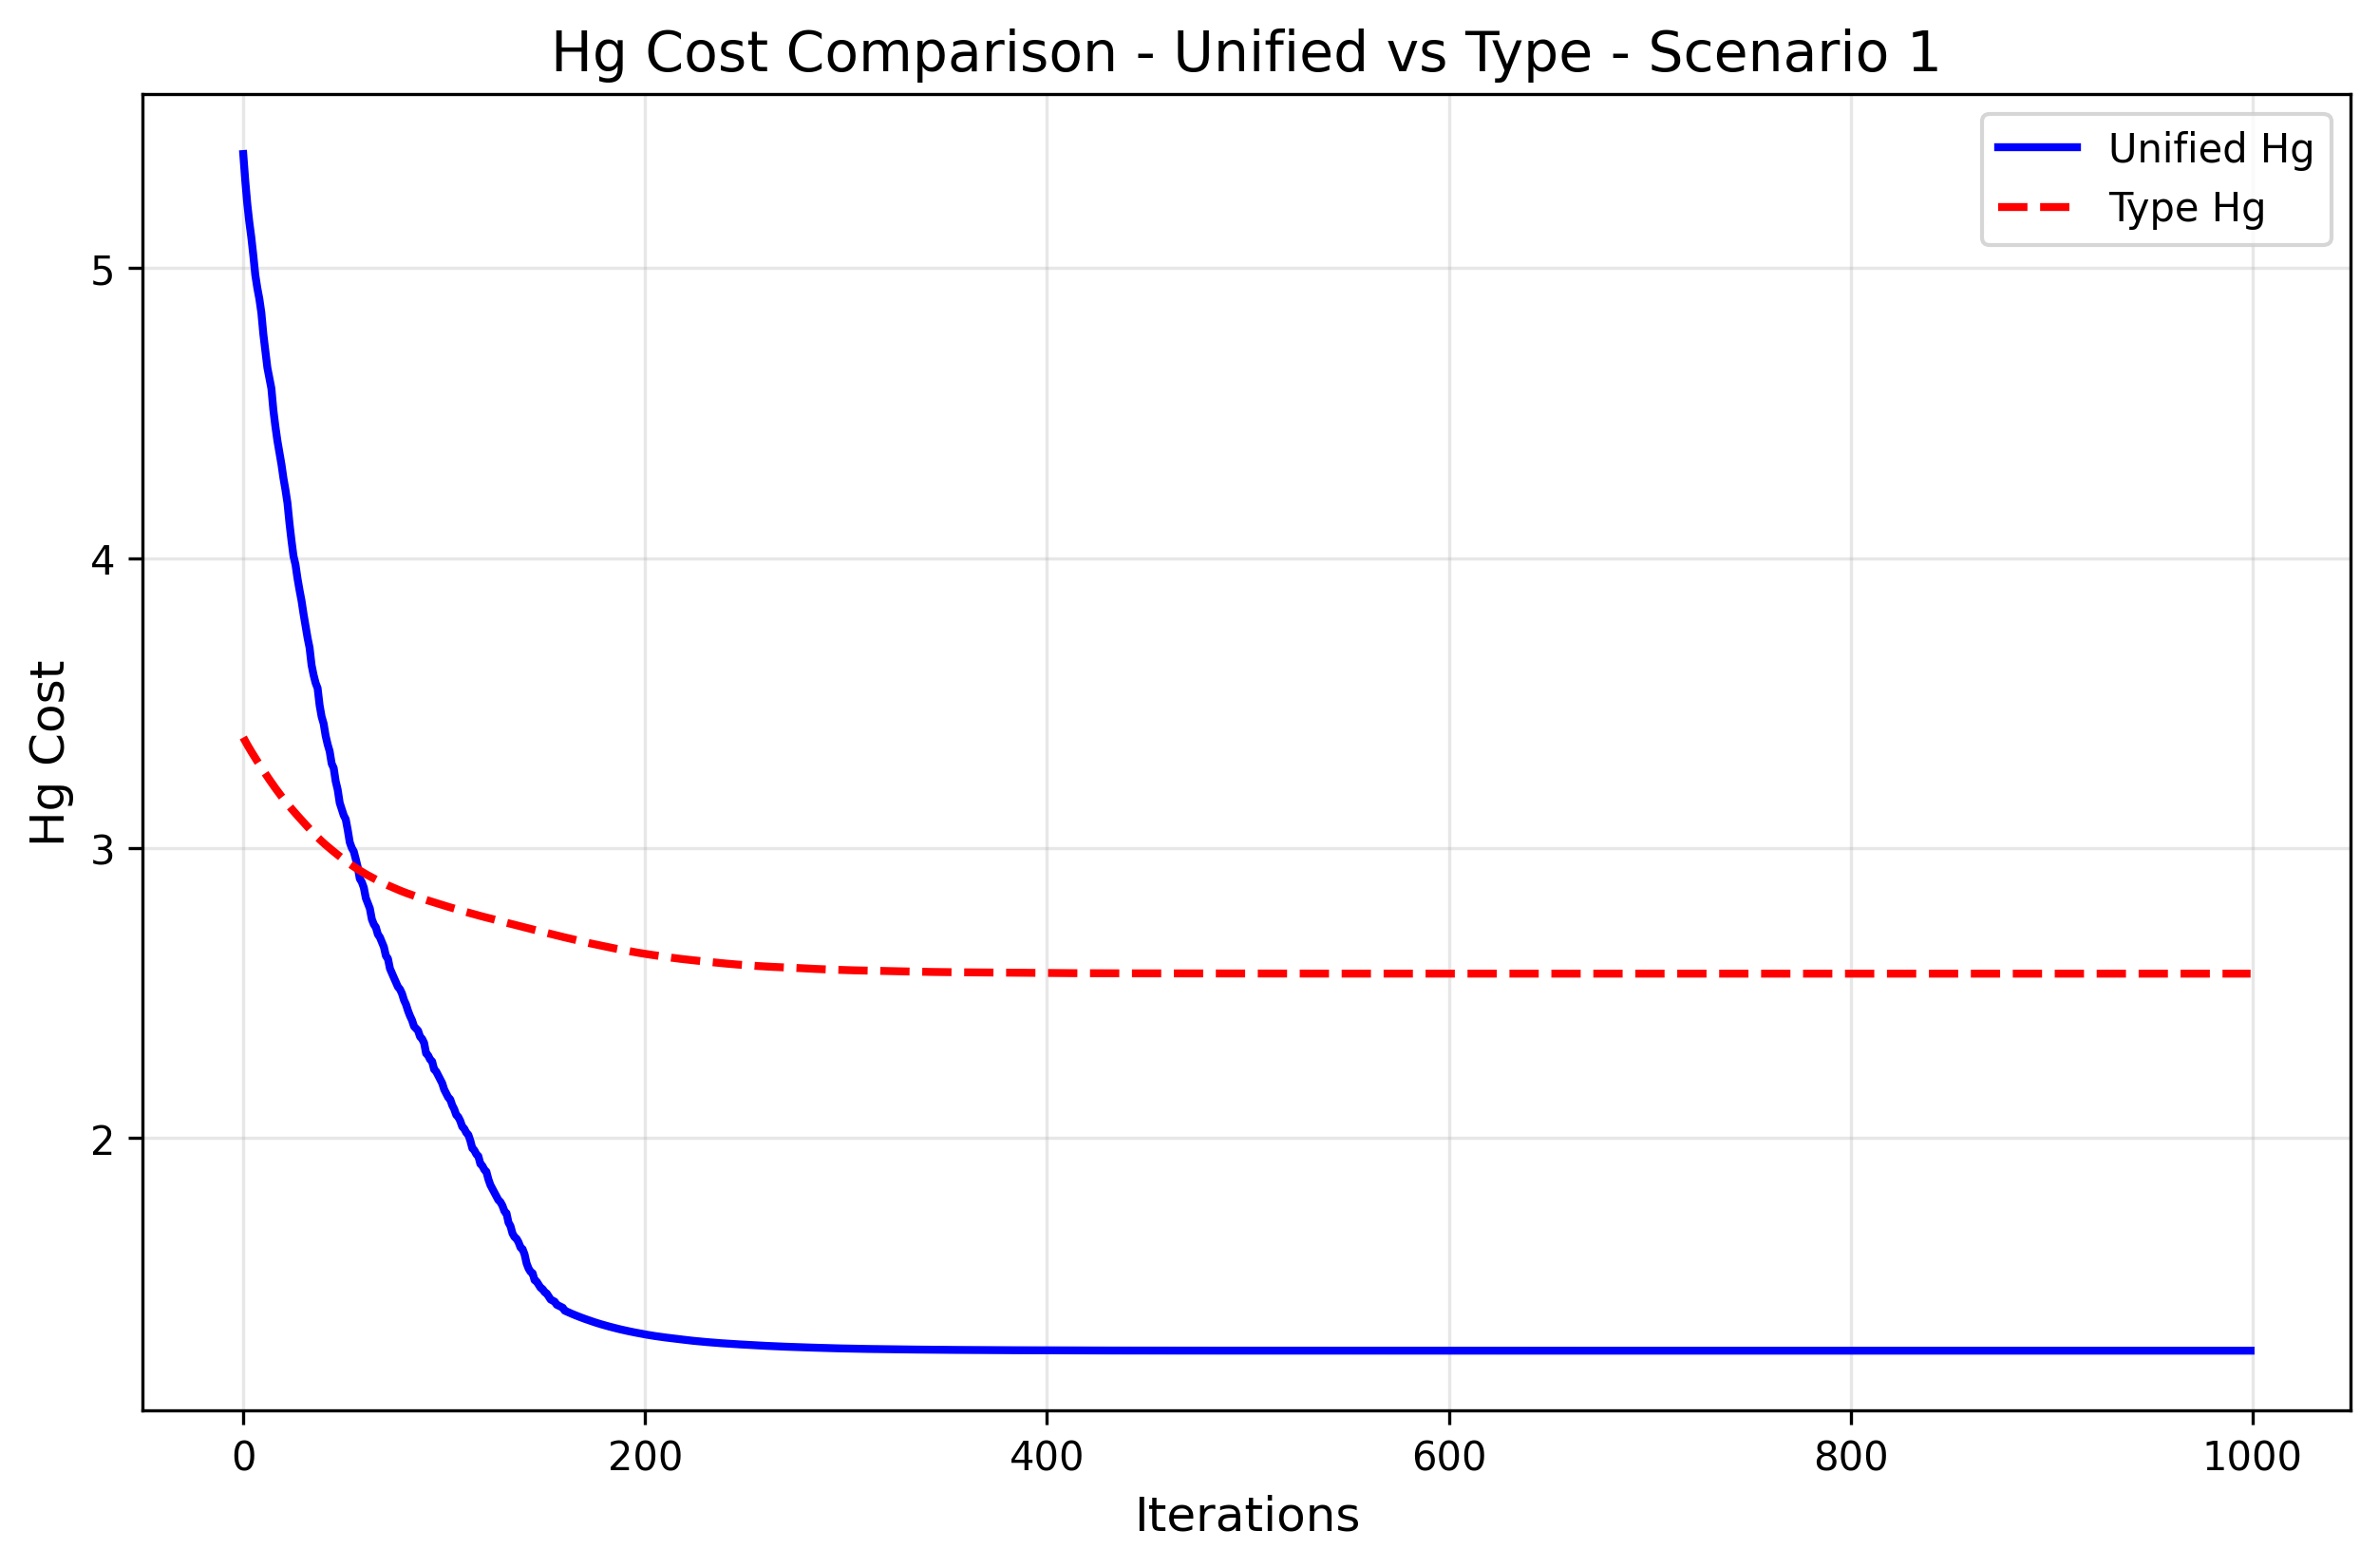 Hg Cost Comparison - Unified vs Type - Scenario 1
Unified Hg
Type Hg
Hg Cost
5
4
3
2
0 200 400 600 800 1000
Iterations